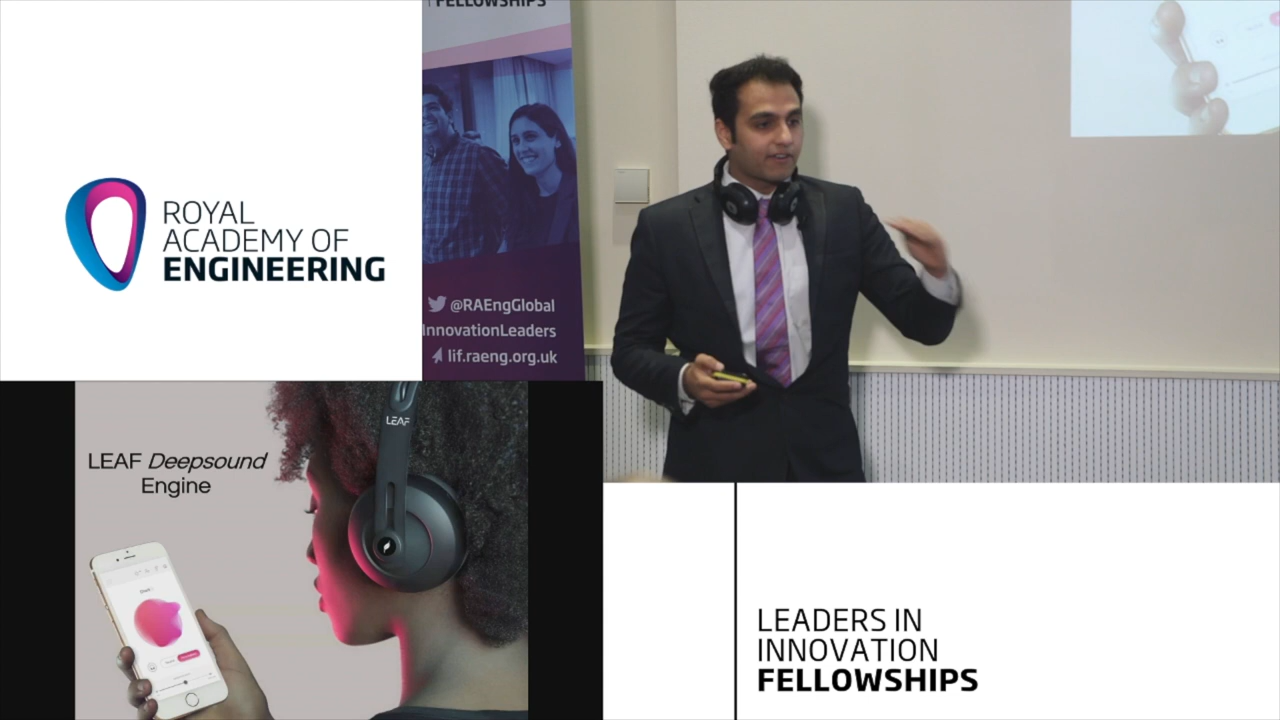 ROYAL
ACADEMY OF
ENGINEERING
FELLOWSHIPS
@RAEngGlobal
InnovationLeaders
lif.raeng.org.uk
LEAF Deepsound
Engine
LEAF
LEADERS IN
INNOVATION
FELLOWSHIPS